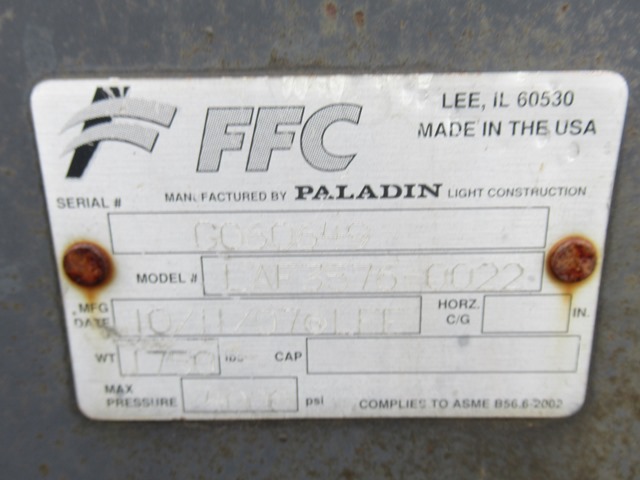 FFC
LEE, IL 60530
MADE IN THE USA
MANUFACTURED BY PALADIN LIGHT CONSTRUCTION
SERIAL #
MODEL #
MFG DATE
HORZ. C/G IN.
WT 1750 lbs CAP
MAX PRESSURE psi
COMPLIES TO ASME B56.6-2002